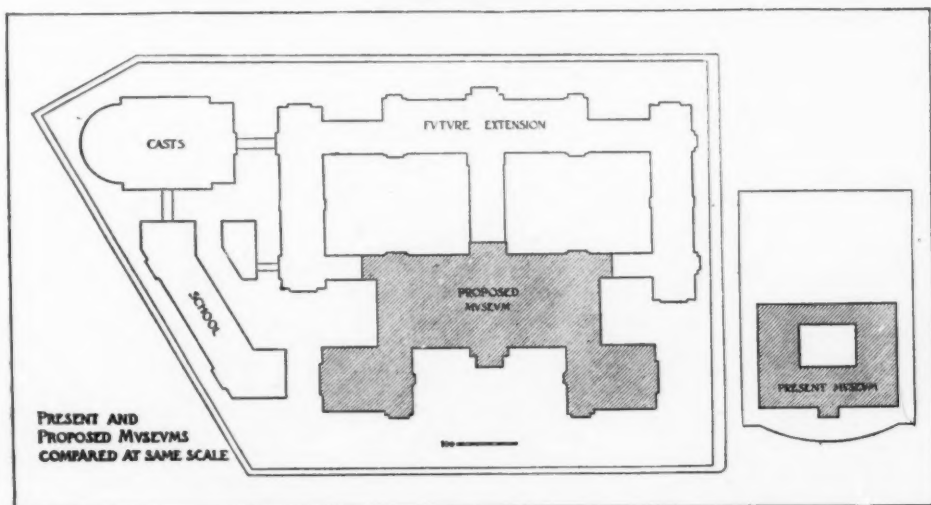 FVTVRE EXTENSION
CASTS
SCHOOL
PROPOSED
MVSEVM
PRESENT MVSEVM
PRESENT AND
PROPOSED MVSEVMS
COMPARED AT SAME SCALE